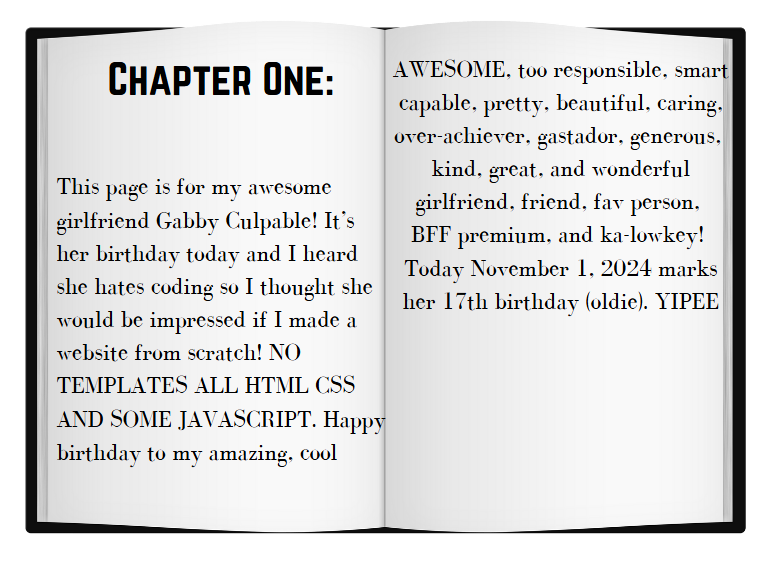 CHAPTER ONE:
This page is for my awesome
girlfriend Gabby Culpable! It's
her birthday today and I heard
she hates coding so I thought she
would be impressed if I made a
website from scratch! NO
TEMPLATES ALL HTML CSS
AND SOME JAVASCRIPT. Happy
birthday to my amazing, cool
AWESOME, too responsible, smart
capable, pretty, beautiful, caring,
over-achiever, gastador, generous,
kind, great, and wonderful
girlfriend, friend, fav person,
BFF premium, and ka-lowkey!
Today November 1, 2024 marks
her 17th birthday (oldie). YIPEE